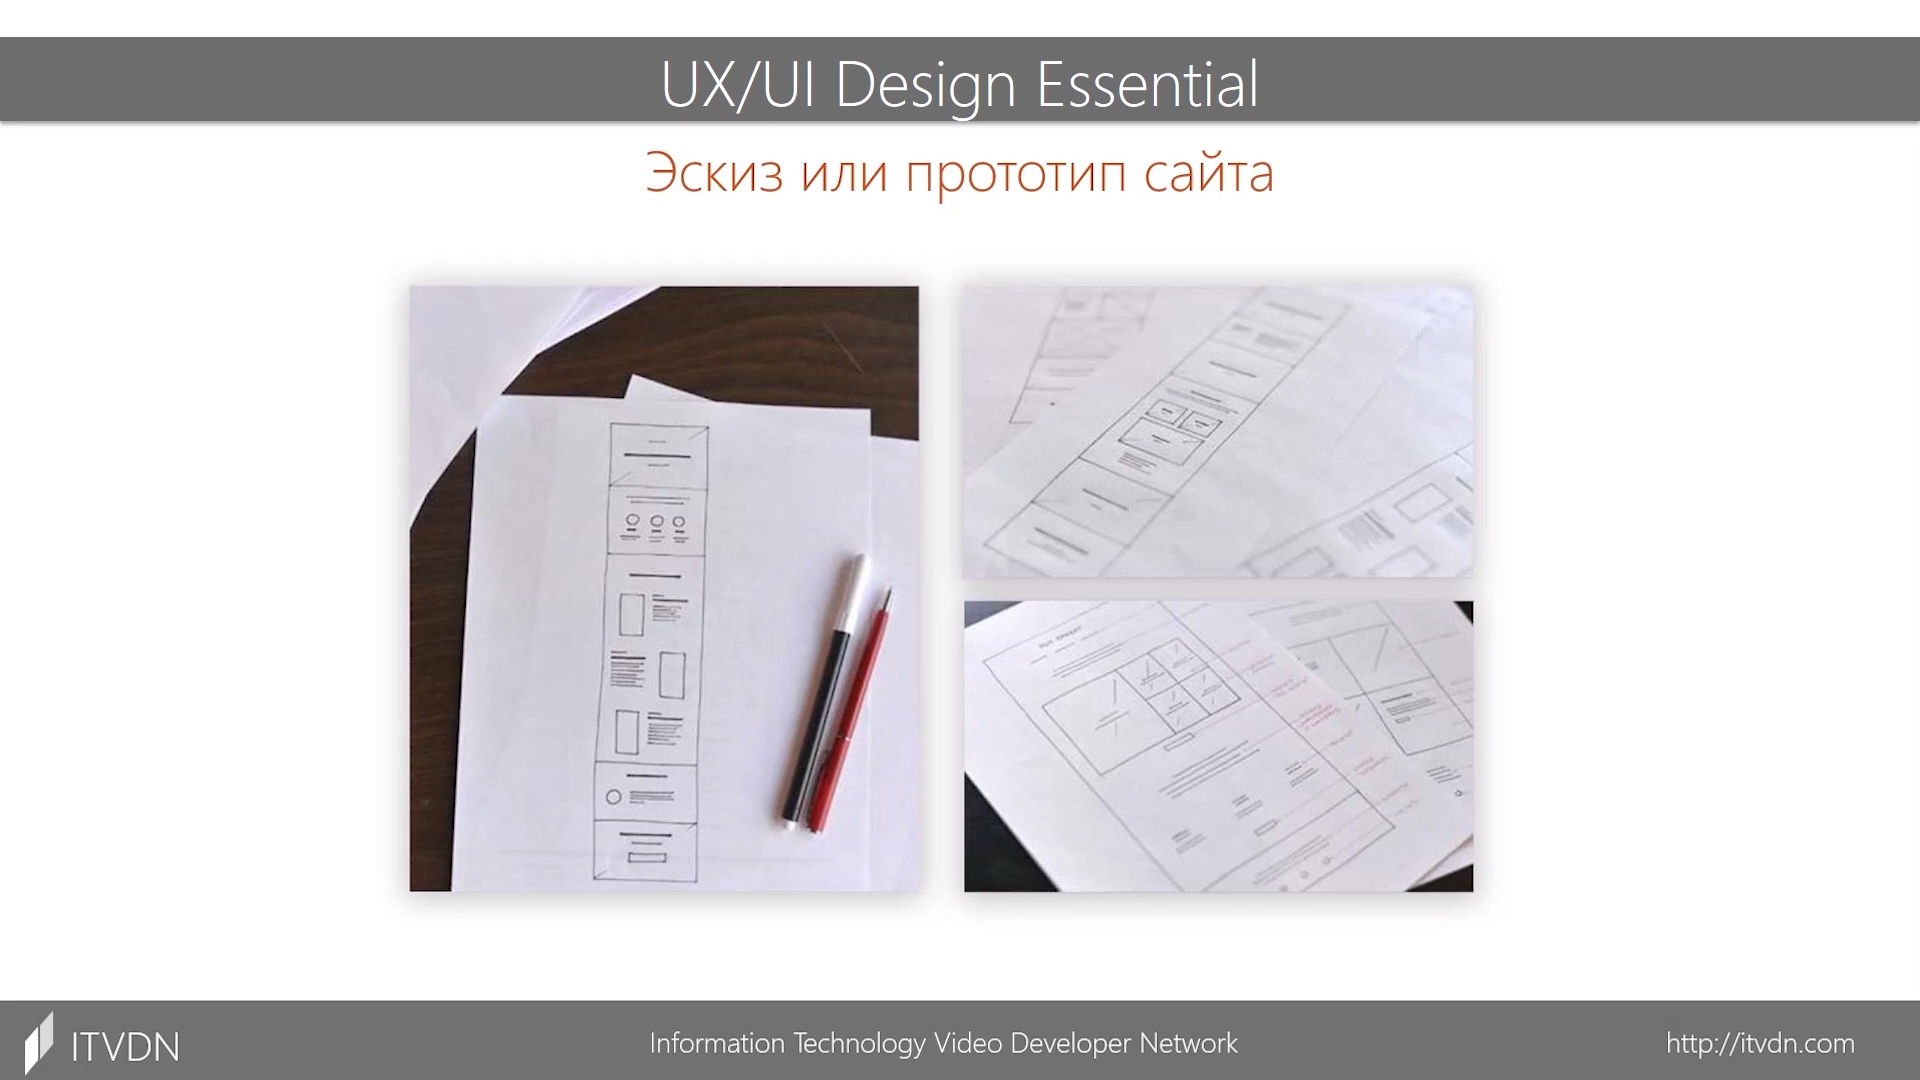 UX/UI Design Essential
Эскиз или прототип сайта
ITVDN
Information Technology Video Developer Network
http://itvdn.com